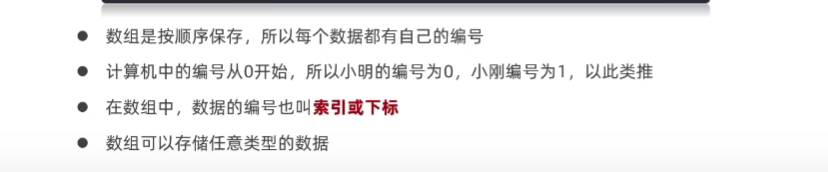 数组是按顺序保存，所以每个数据都有自己的编号
计算机中的编号从0开始，所以小明的编号为0，小刚编号为1，以此类推
在数组中，数据的编号也叫索引或下标
数组可以存储任意类型的数据